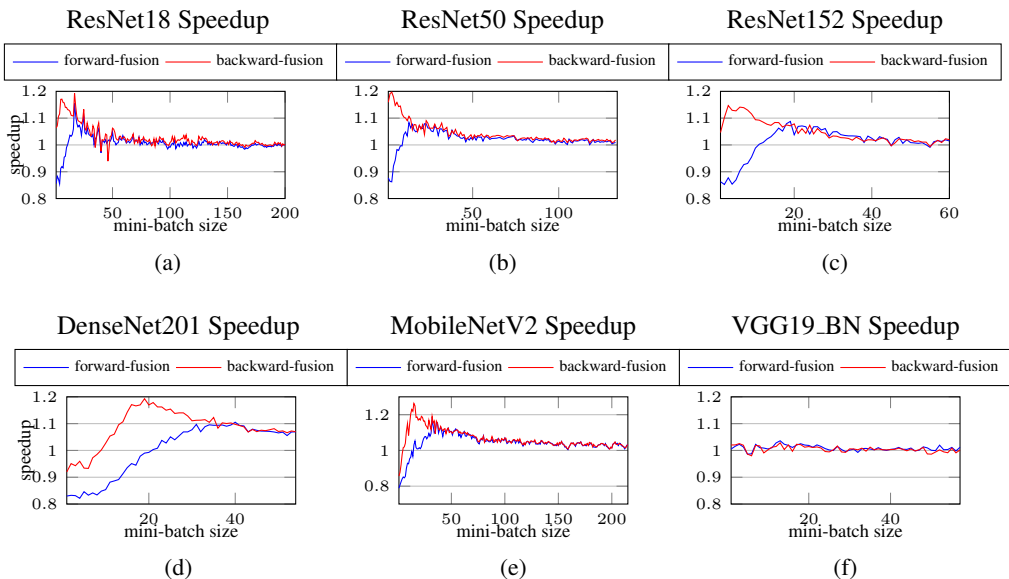 ResNet18 Speedup
forward-fusion backward-fusion
1.2
1.1
1
0.9
0.8
speedup
50 100 150 200
mini-batch size
(a)
ResNet50 Speedup
forward-fusion backward-fusion
1.2
1.1
1
0.9
0.8
50 100
mini-batch size
(b)
ResNet152 Speedup
forward-fusion backward-fusion
1.2
1.1
1
0.9
0.8
20 40 60
mini-batch size
(c)
DenseNet201 Speedup
forward-fusion backward-fusion
1.2
1.1
1
0.9
0.8
speedup
20 40
mini-batch size
(d)
MobileNetV2 Speedup
forward-fusion backward-fusion
1.2
1
0.8
50 100 150 200
mini-batch size
(e)
VGG19_BN Speedup
forward-fusion backward-fusion
1.2
1.1
1
0.9
0.8
20 40
mini-batch size
(f)